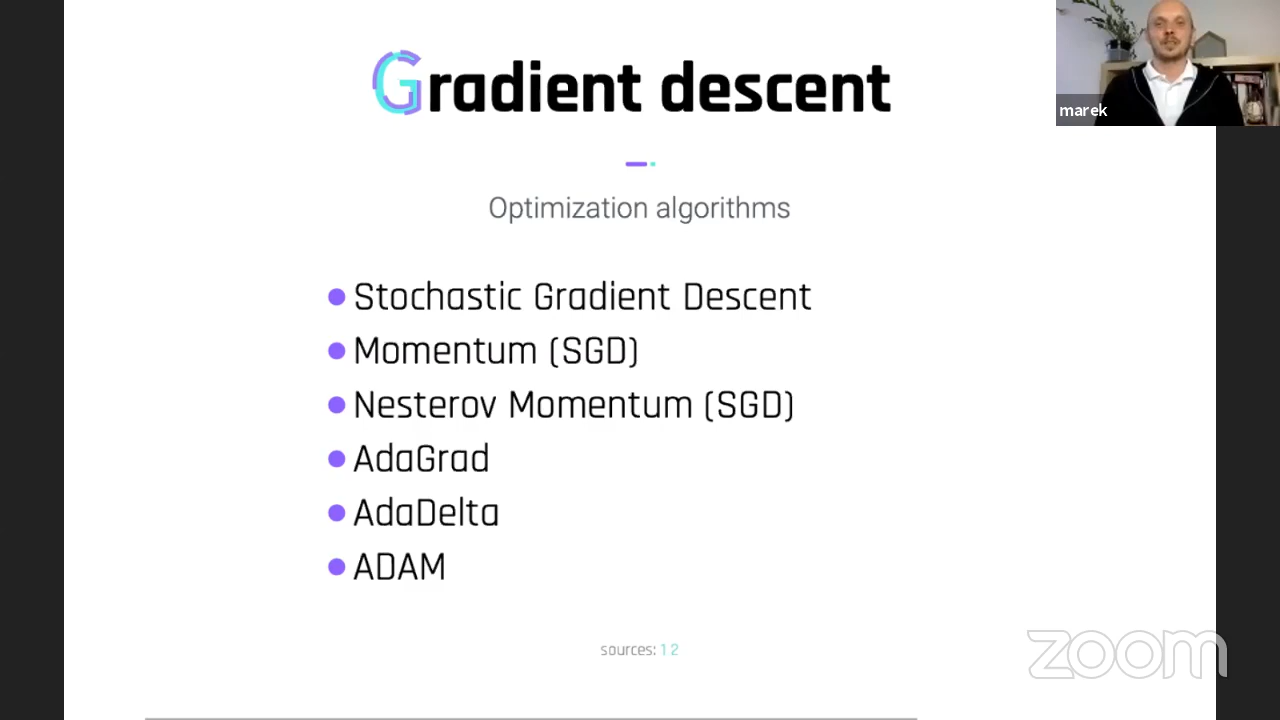 Gradient descent
marek
Optimization algorithms
Stochastic Gradient Descent
Momentum (SGD)
Nesterov Momentum (SGD)
AdaGrad
AdaDelta
ADAM
sources: 1 2
zoom